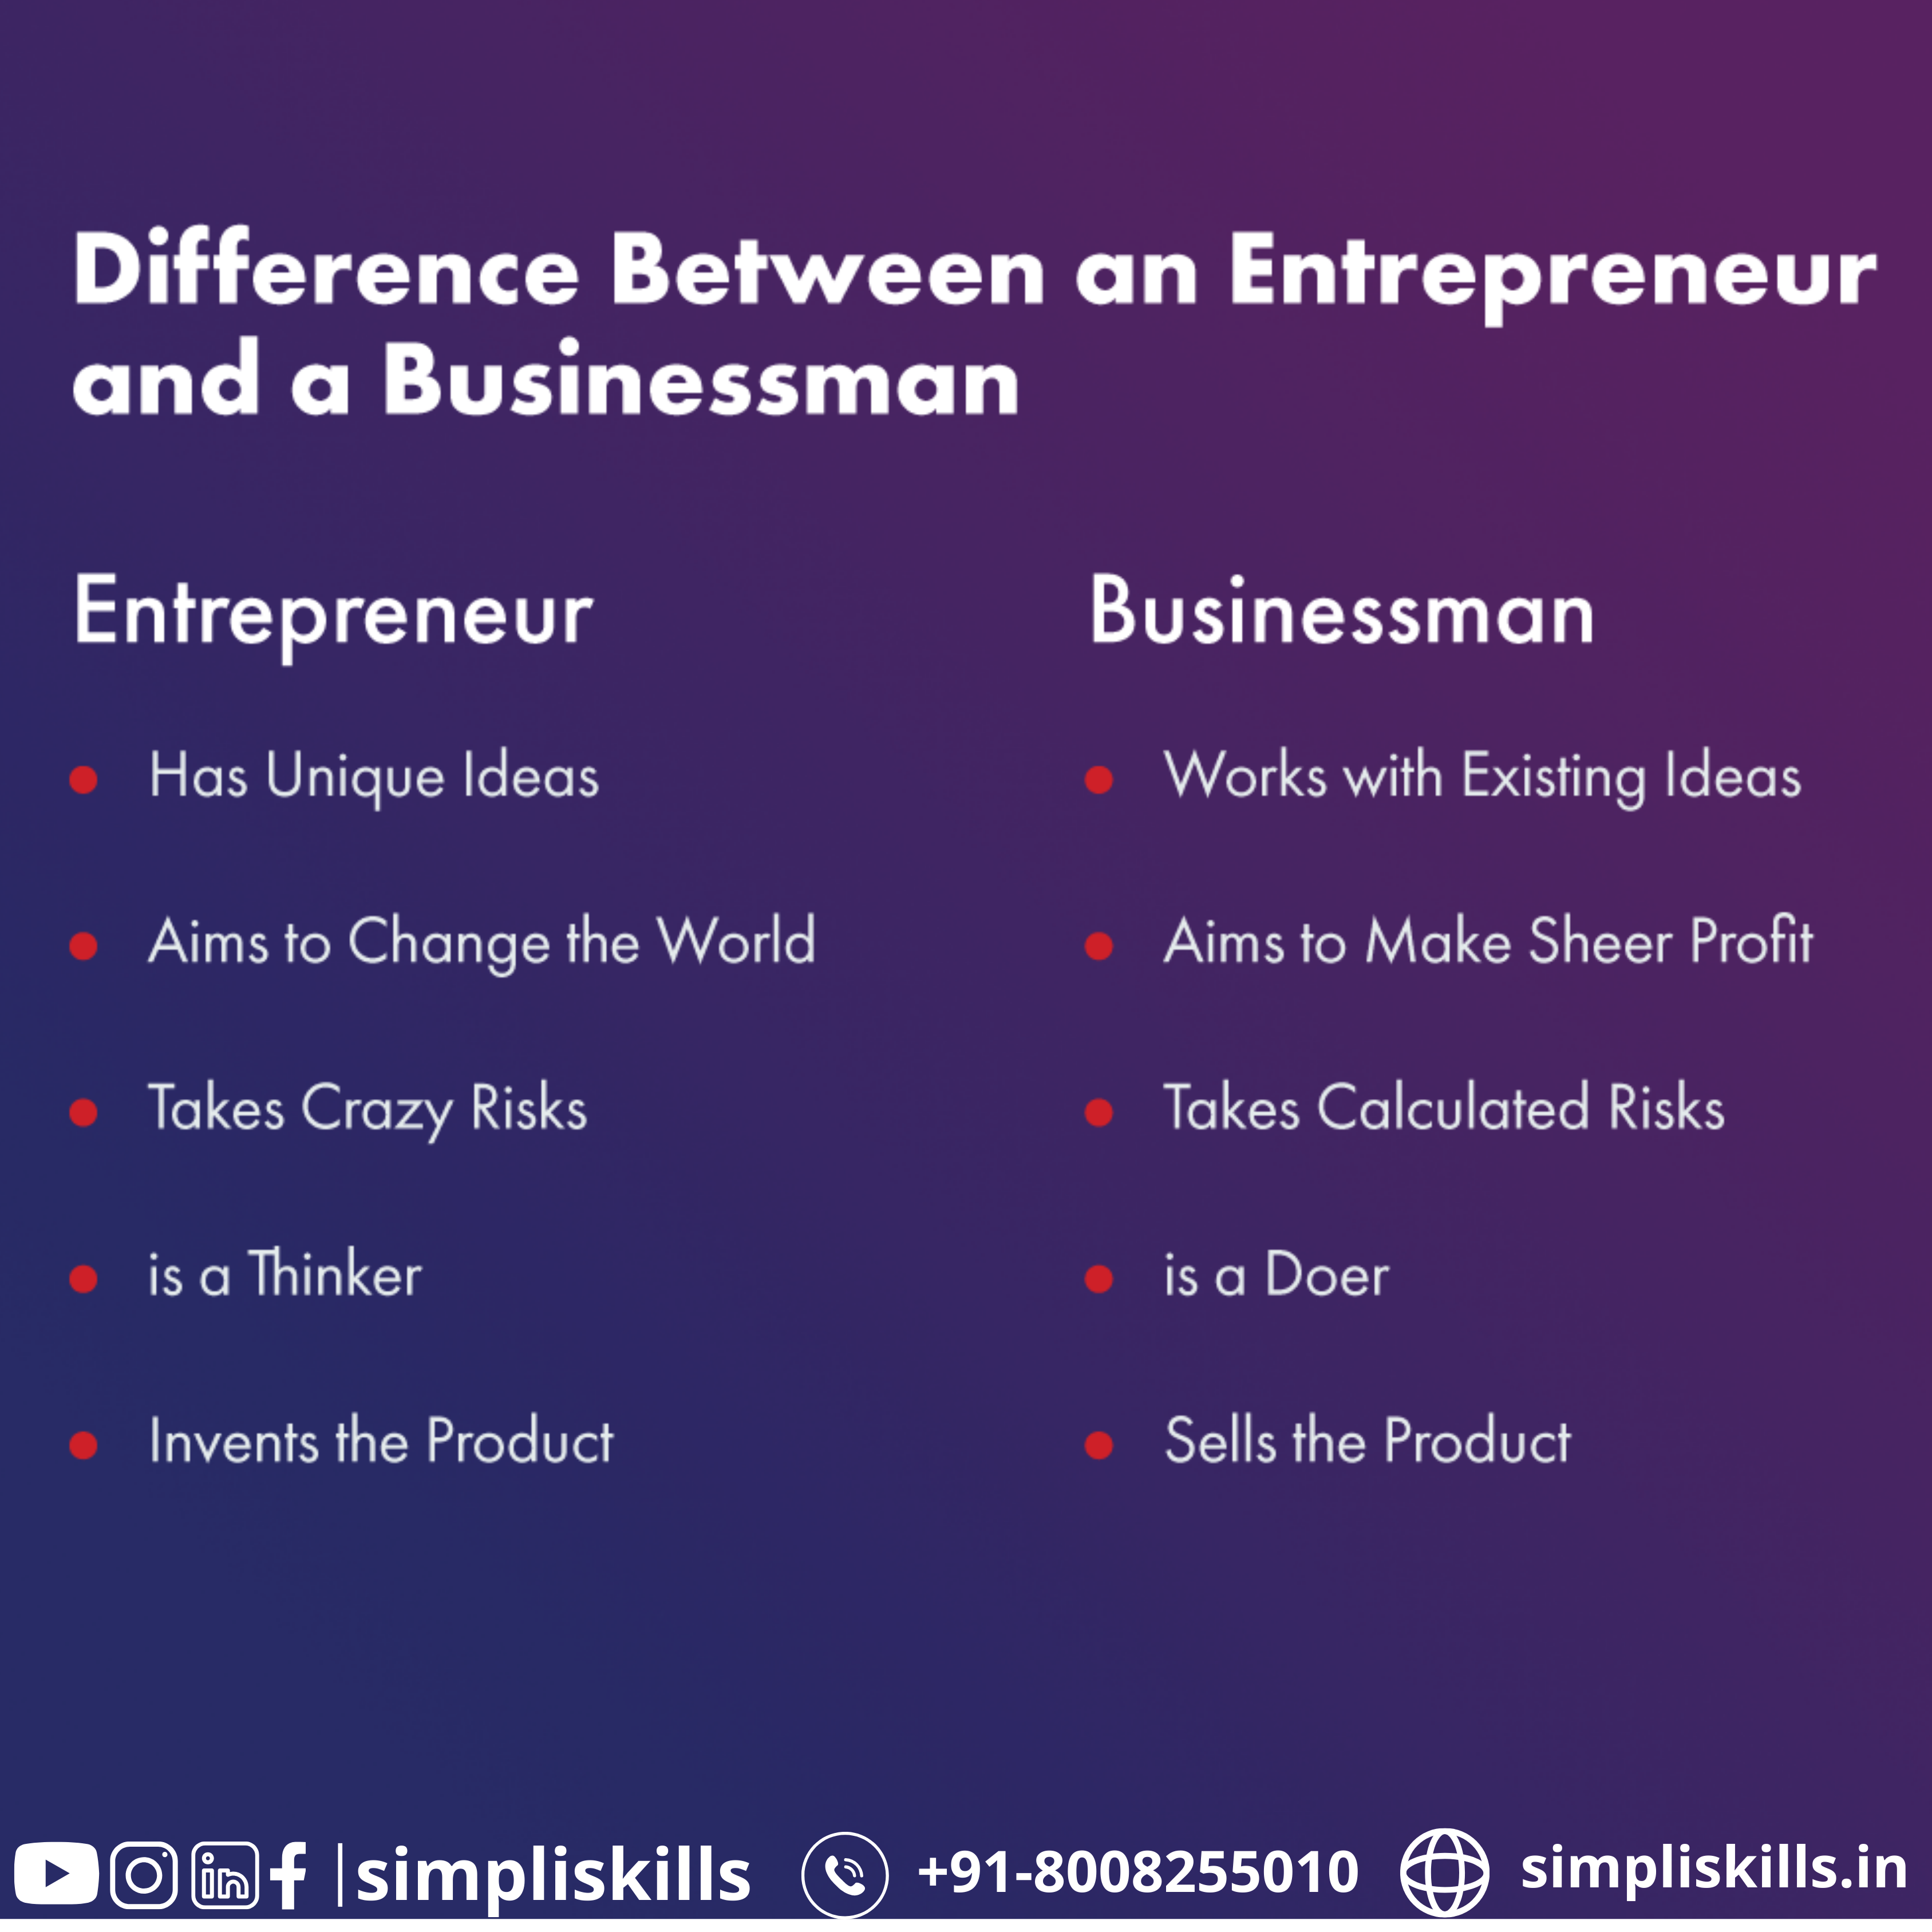 Difference Between an Entrepreneur
and a Businessman
Entrepreneur
Has Unique Ideas
Aims to Change the World
Takes Crazy Risks
is a Thinker
Invents the Product
Businessman
Works with Existing Ideas
Aims to Make Sheer Profit
Takes Calculated Risks
is a Doer
Sells the Product
in f |simpliskills +91-8008255010 simpliskills.in